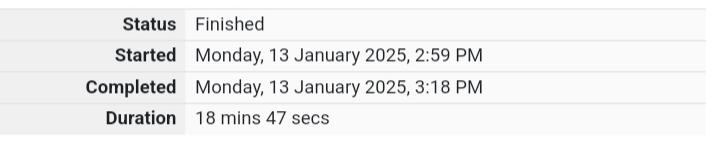 Status Finished
Started Monday, 13 January 2025, 2:59 PM
Completed Monday, 13 January 2025, 3:18 PM
Duration 18 mins 47 secs